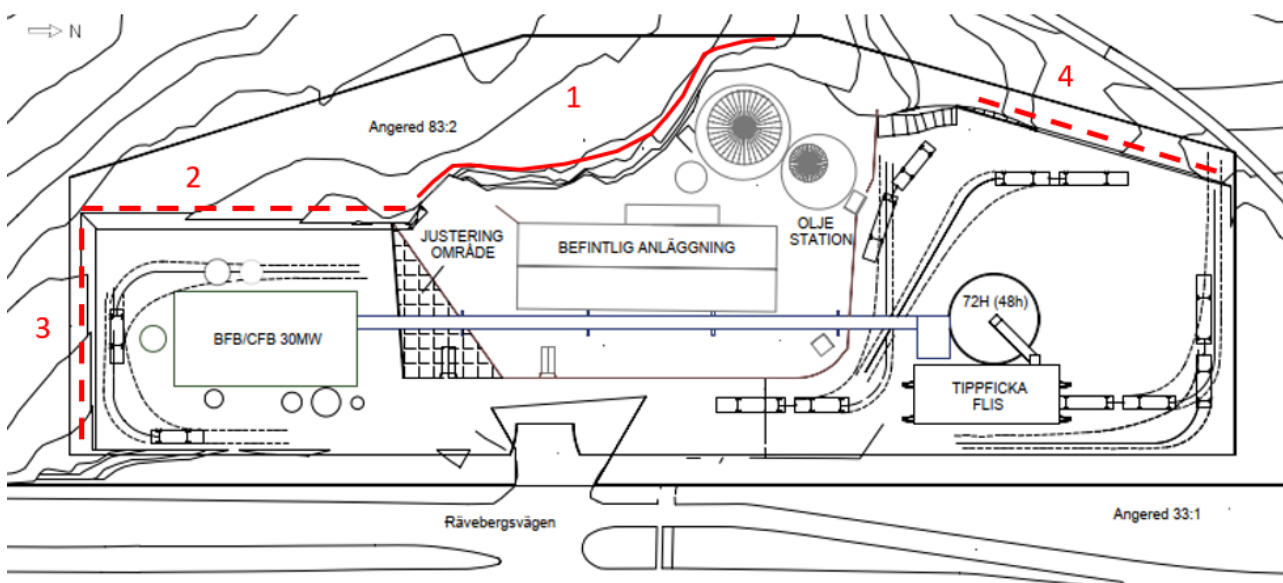 N
1
4
Angered 83:2
2
JUSTERING
OMRÅDE
BEFINTLIG ANLÄGGNING
OLJE
STATION
3
BFB/CFB 30MW
72H (48h)
TIPPFICKA
FLIS
Rävebergsvägen
Angered 33:1